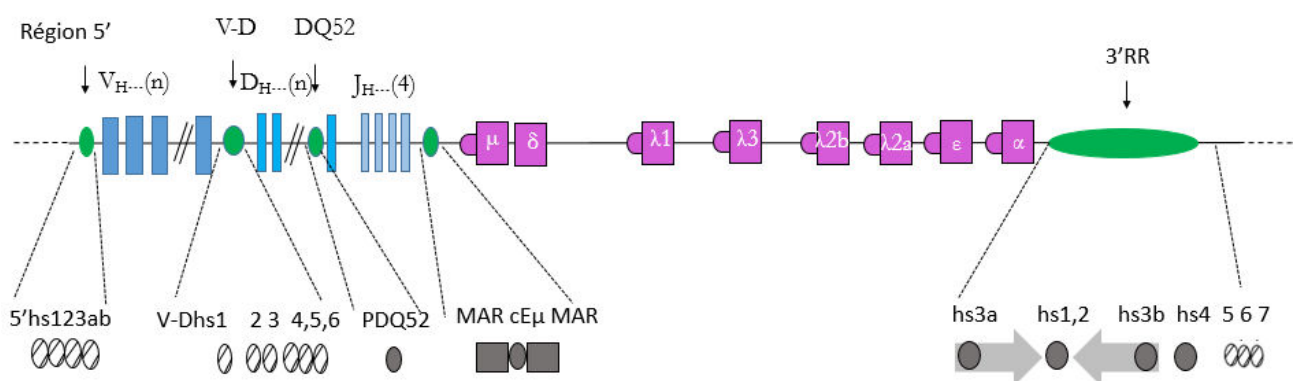 Région 5’
V-D
DQ52
3’RR
V_H...(n)
D_H...(n)
J_H...(4)
μ
δ
λ1
λ3
λ2b
λ2a
ε
α
5’hs123ab
V-Dhs1
2 3
4,5,6
PDQ52
MAR cEμ MAR
hs3a
hs1,2
hs3b
hs4
5 6 7